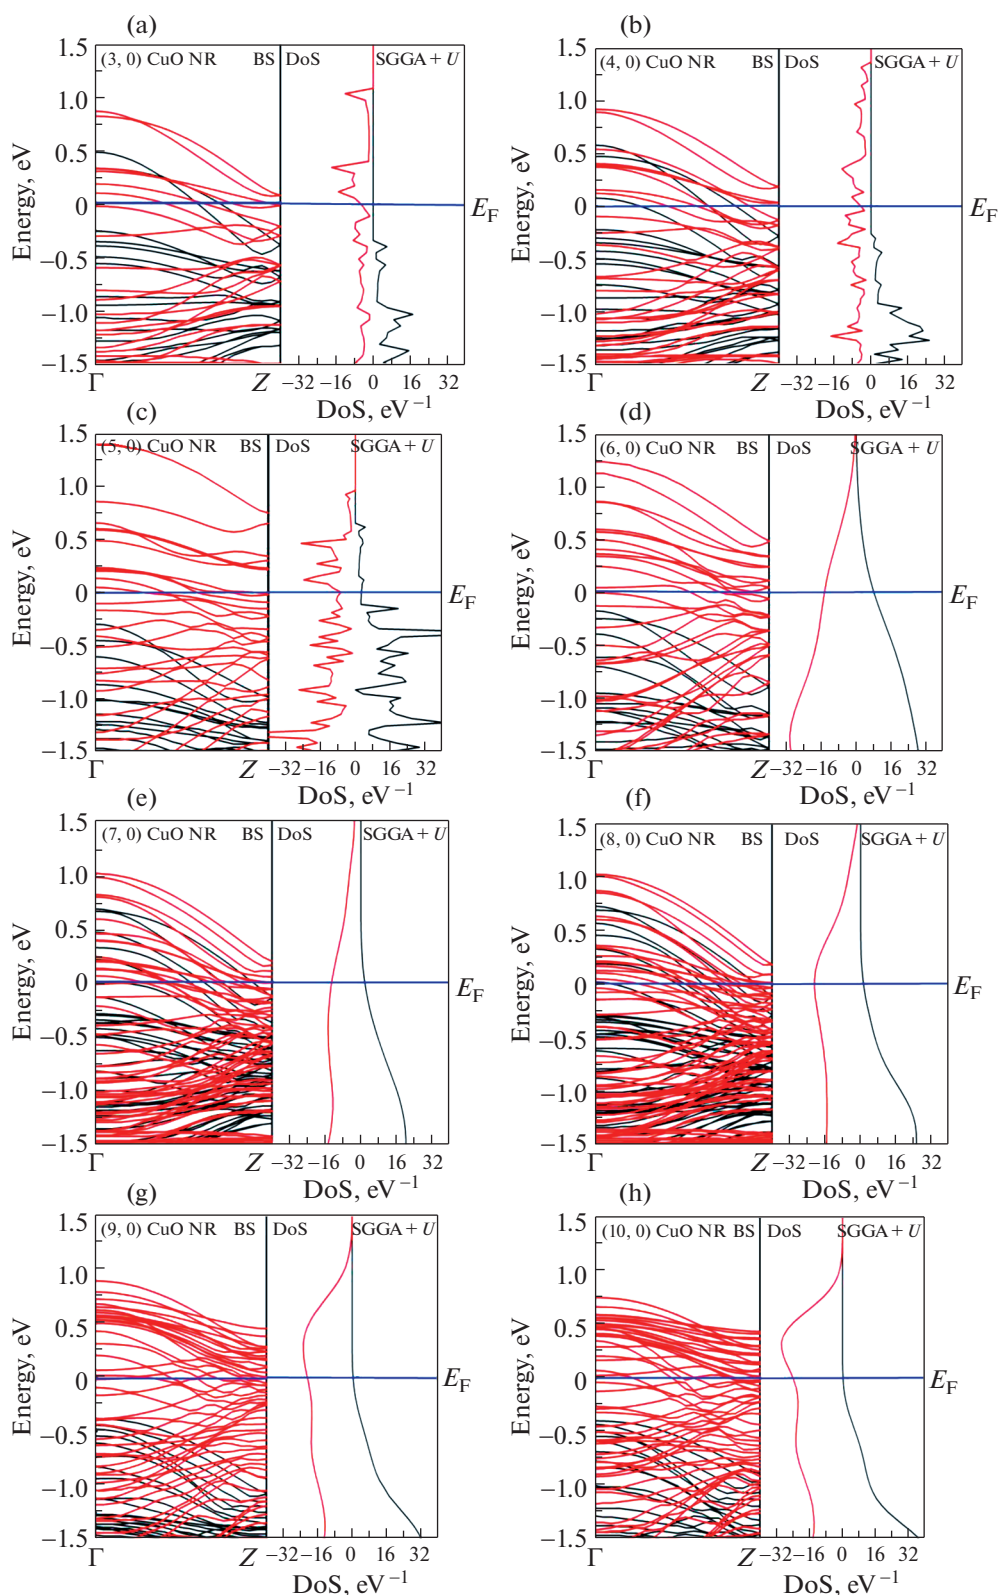 (a)
(3, 0) CuO NR BS DoS SGGA + U
1.5
1.0
0.5
0
−0.5
−1.0
−1.5
Energy, eV
E_F
Γ Z −32 −16 0 16 32
DoS, eV−1
(b)
(4, 0) CuO NR BS DoS SGGA + U
1.5
1.0
0.5
0
−0.5
−1.0
−1.5
Energy, eV
E_F
Γ Z −32 −16 0 16 32
DoS, eV−1
(c)
(5, 0) CuO NR BS DoS SGGA + U
1.5
1.0
0.5
0
−0.5
−1.0
−1.5
Energy, eV
E_F
Γ Z −32 −16 0 16 32
DoS, eV−1
(d)
(6, 0) CuO NR BS DoS SGGA + U
1.5
1.0
0.5
0
−0.5
−1.0
−1.5
Energy, eV
E_F
Γ Z −32 −16 0 16 32
DoS, eV−1
(e)
(7, 0) CuO NR BS DoS SGGA + U
1.5
1.0
0.5
0
−0.5
−1.0
−1.5
Energy, eV
E_F
Γ Z −32 −16 0 16 32
DoS, eV−1
(f)
(8, 0) CuO NR BS DoS SGGA + U
1.5
1.0
0.5
0
−0.5
−1.0
−1.5
Energy, eV
E_F
Γ Z −32 −16 0 16 32
DoS, eV−1
(g)
(9, 0) CuO NR BS DoS SGGA + U
1.5
1.0
0.5
0
−0.5
−1.0
−1.5
Energy, eV
E_F
Γ Z −32 −16 0 16 32
DoS, eV−1
(h)
(10, 0) CuO NR BS DoS SGGA + U
1.5
1.0
0.5
0
−0.5
−1.0
−1.5
Energy, eV
E_F
Γ Z −32 −16 0 16 32
DoS, eV−1